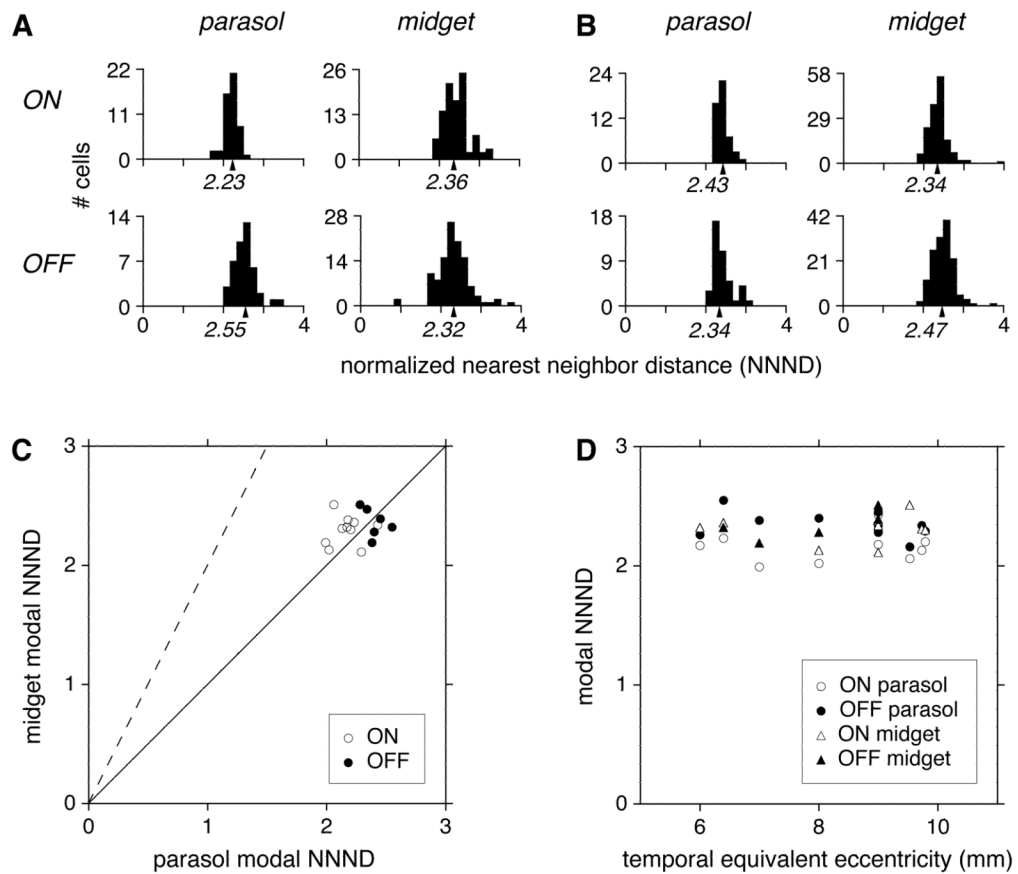 A parasol midget B parasol midget
ON
22
11
0
2.23
26
13
0
2.36
24
12
0
2.43
58
29
0
2.34
# cells
OFF
14
7
0
0 2.55 4
28
14
0
0 2.32 4
18
9
0
0 2.34 4
42
21
0
0 2.47 4
normalized nearest neighbor distance (NNND)
C
3
2
1
0
midget modal NNND
ON
OFF
0 1 2 3
parasol modal NNND
D
3
2
1
0
modal NNND
ON parasol
OFF parasol
ON midget
OFF midget
6 8 10
temporal equivalent eccentricity (mm)